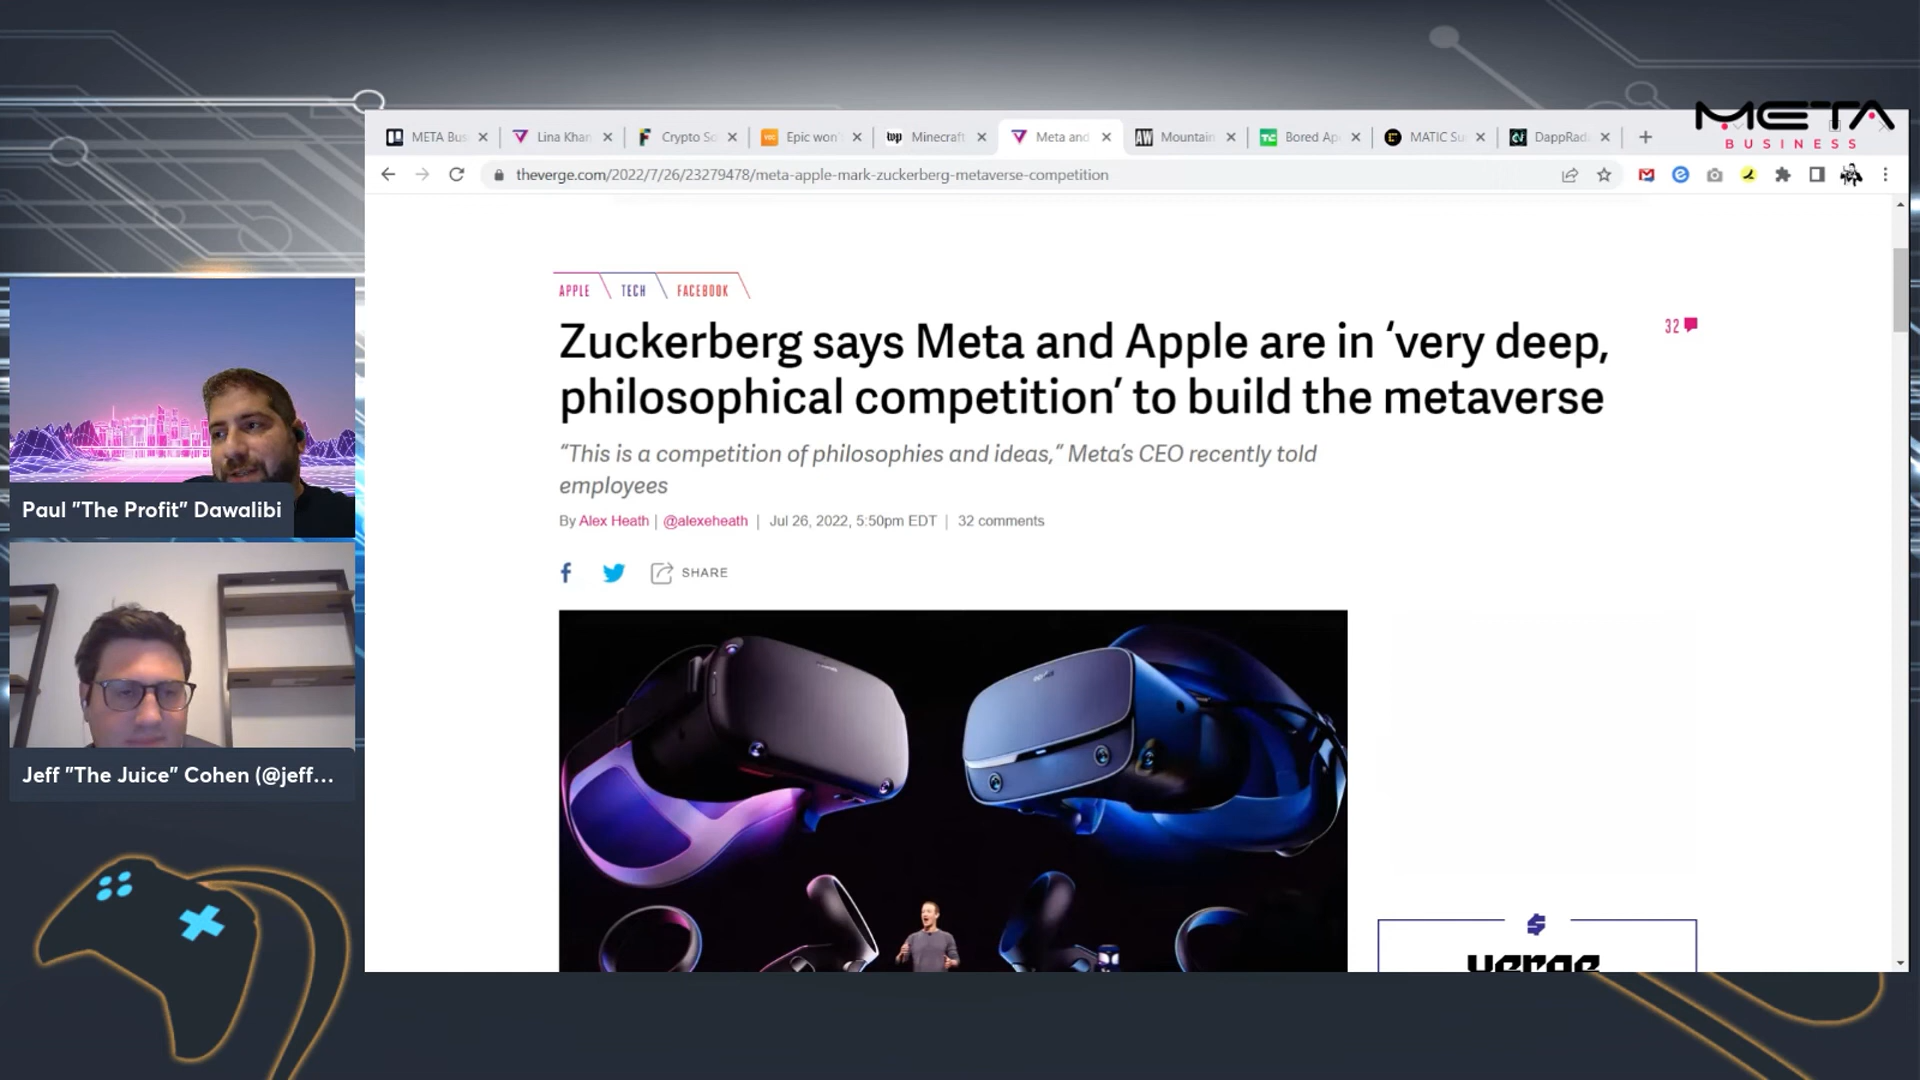 META
BUSINESS
META Bus
Lina Khan
Crypto Sc
Epic won'
Minecraft
Meta and
Mountain
Bored Ap
MATIC Su
DappRad
theverge.com/2022/7/26/23279478/meta-apple-mark-zuckerberg-metaverse-competition
APPLE
TECH
FACEBOOK
Zuckerberg says Meta and Apple are in ‘very deep,
philosophical competition’ to build the metaverse
32
“This is a competition of philosophies and ideas,” Meta’s CEO recently told
employees
By Alex Heath | @alexeheath | Jul 26, 2022, 5:50pm EDT | 32 comments
SHARE
Paul "The Profit" Dawalibi
Jeff "The Juice" Cohen (@jeff...
verge